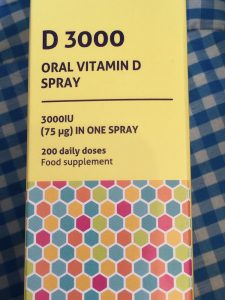 D 3000
ORAL VITAMIN D
SPRAY
3000IU
(75 µg) IN ONE SPRAY
200 daily doses
Food supplement